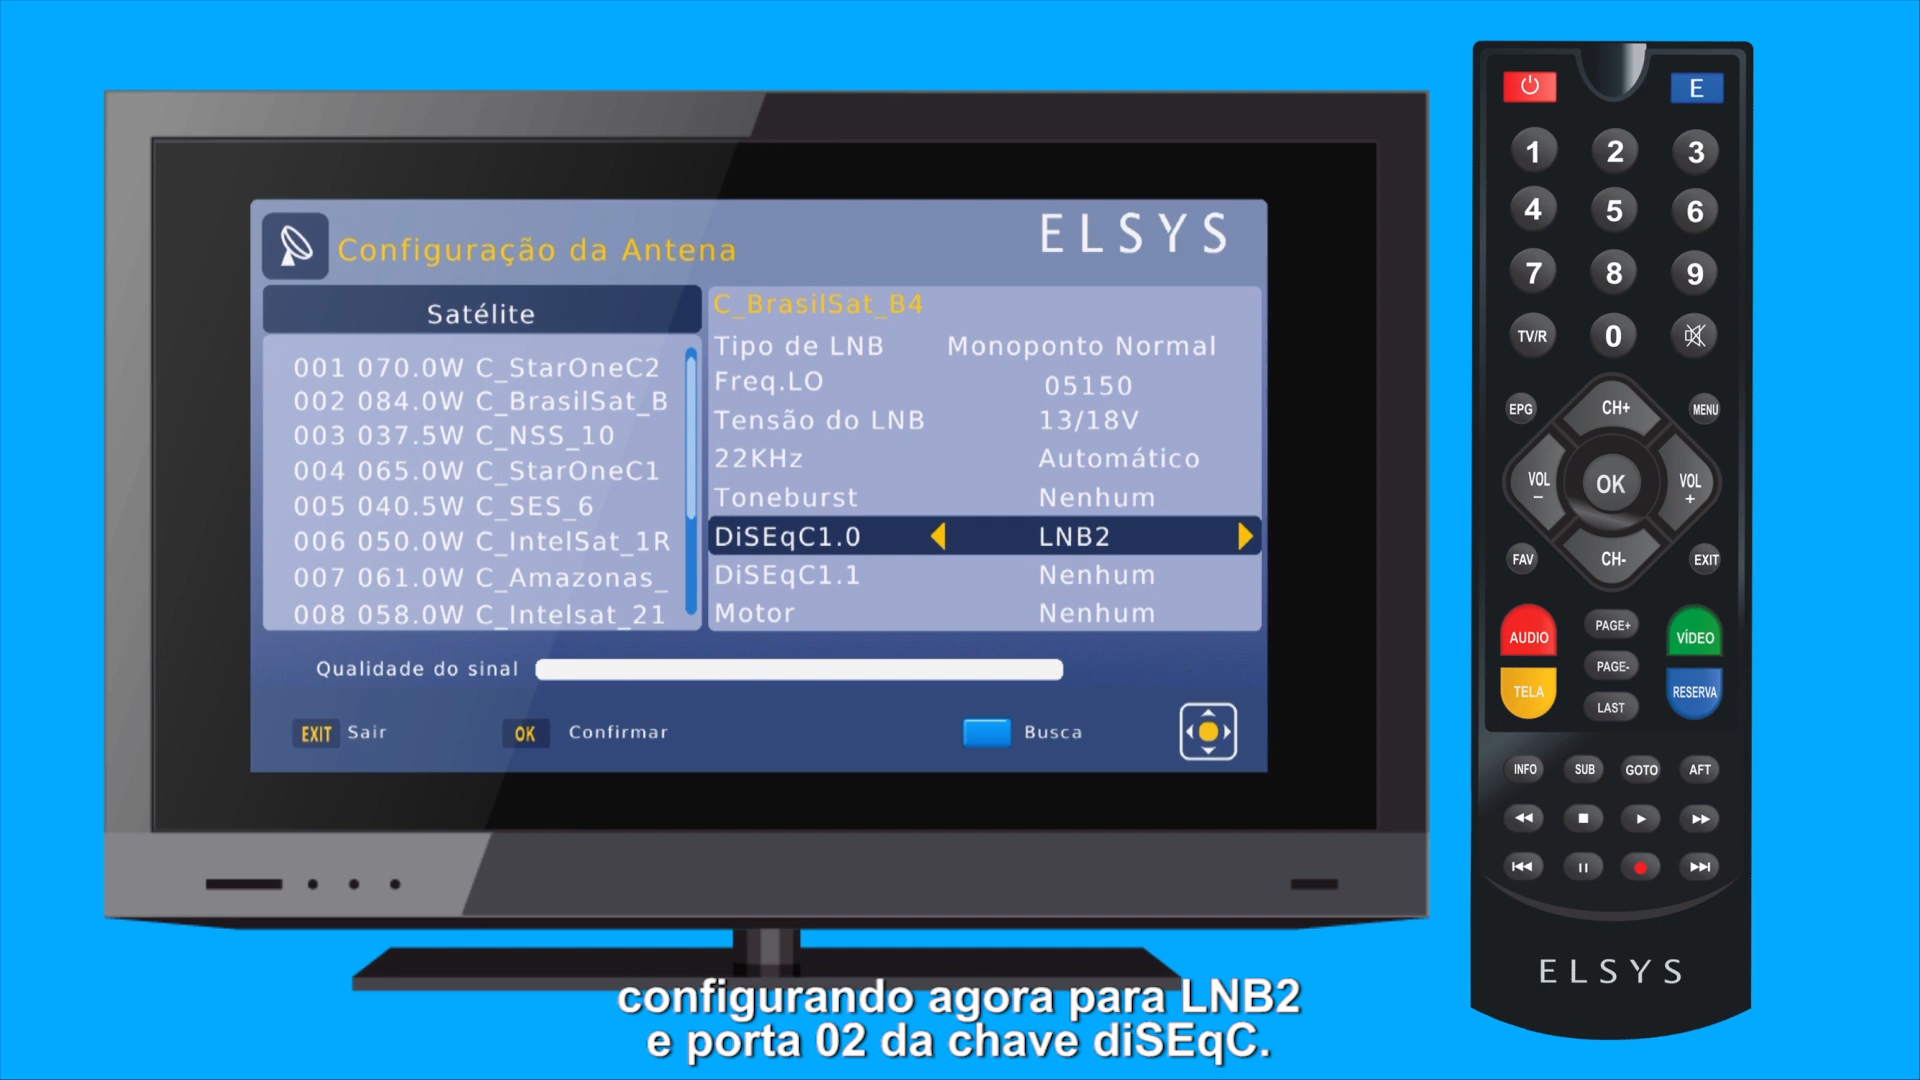 ELSYS
Configuração da Antena
Satélite
001 070.0W C_StarOneC2
002 084.0W C_BrasilSat_B
003 037.5W C_NSS_10
004 065.0W C_StarOneC1
005 040.5W C_SES_6
006 050.0W C_IntelSat_1R
007 061.0W C_Amazonas_
008 058.0W C_Intelsat_21
C_BrasilSat_B4
Tipo de LNB Monoponto Normal
Freq.LO 05150
Tensão do LNB 13/18V
22KHz Automático
Toneburst Nenhum
DiSEqC1.0 LNB2
DiSEqC1.1 Nenhum
Motor Nenhum
Qualidade do sinal
EXIT Sair OK Confirmar Busca
E
1 2 3
4 5 6
7 8 9
TV/R 0
EPG CH+ MENU
VOL - OK VOL +
FAV CH- EXIT
AUDIO PAGE+ VÍDEO
PAGE-
TELA LAST RESERVA
INFO SUB GOTO AFT
ELSYS
configurando agora para LNB2
e porta 02 da chave diSEqC.